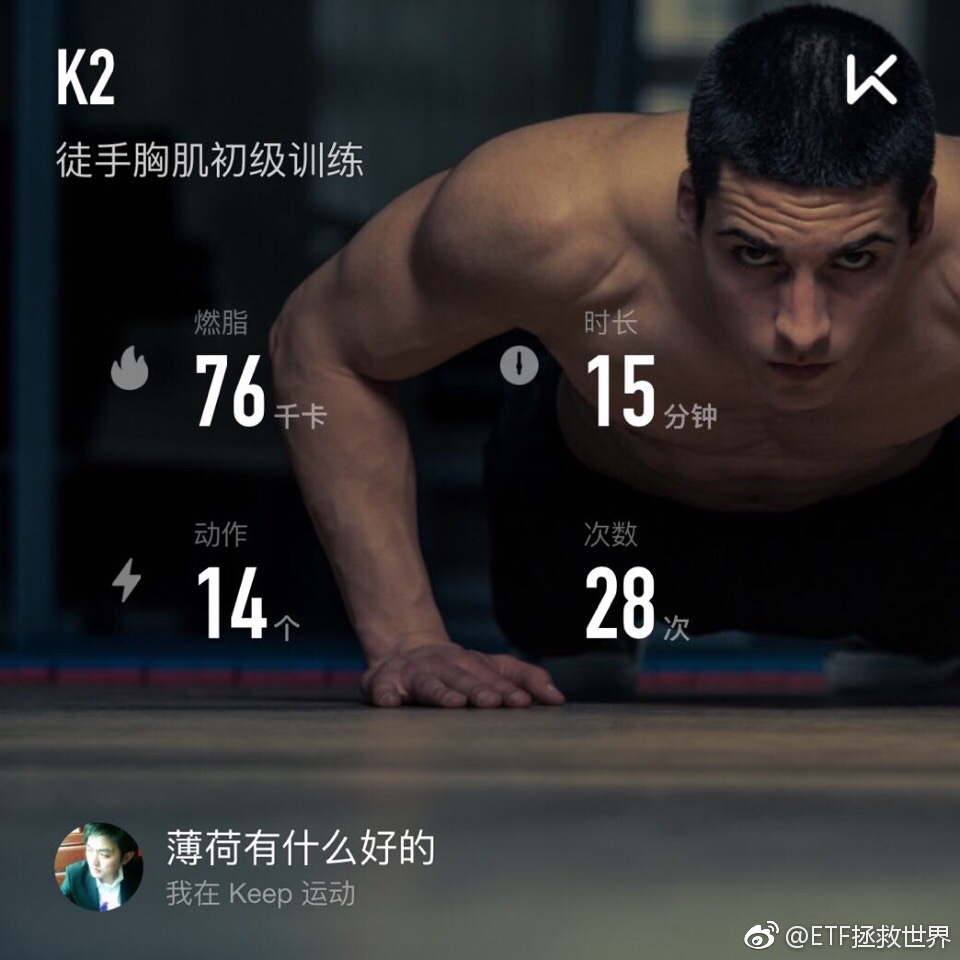 K2
徒手胸肌初级训练
燃脂
76千卡
时长
15分钟
动作
14个
次数
28次
薄荷有什么好的
我在 Keep 运动
@ETF拯救世界